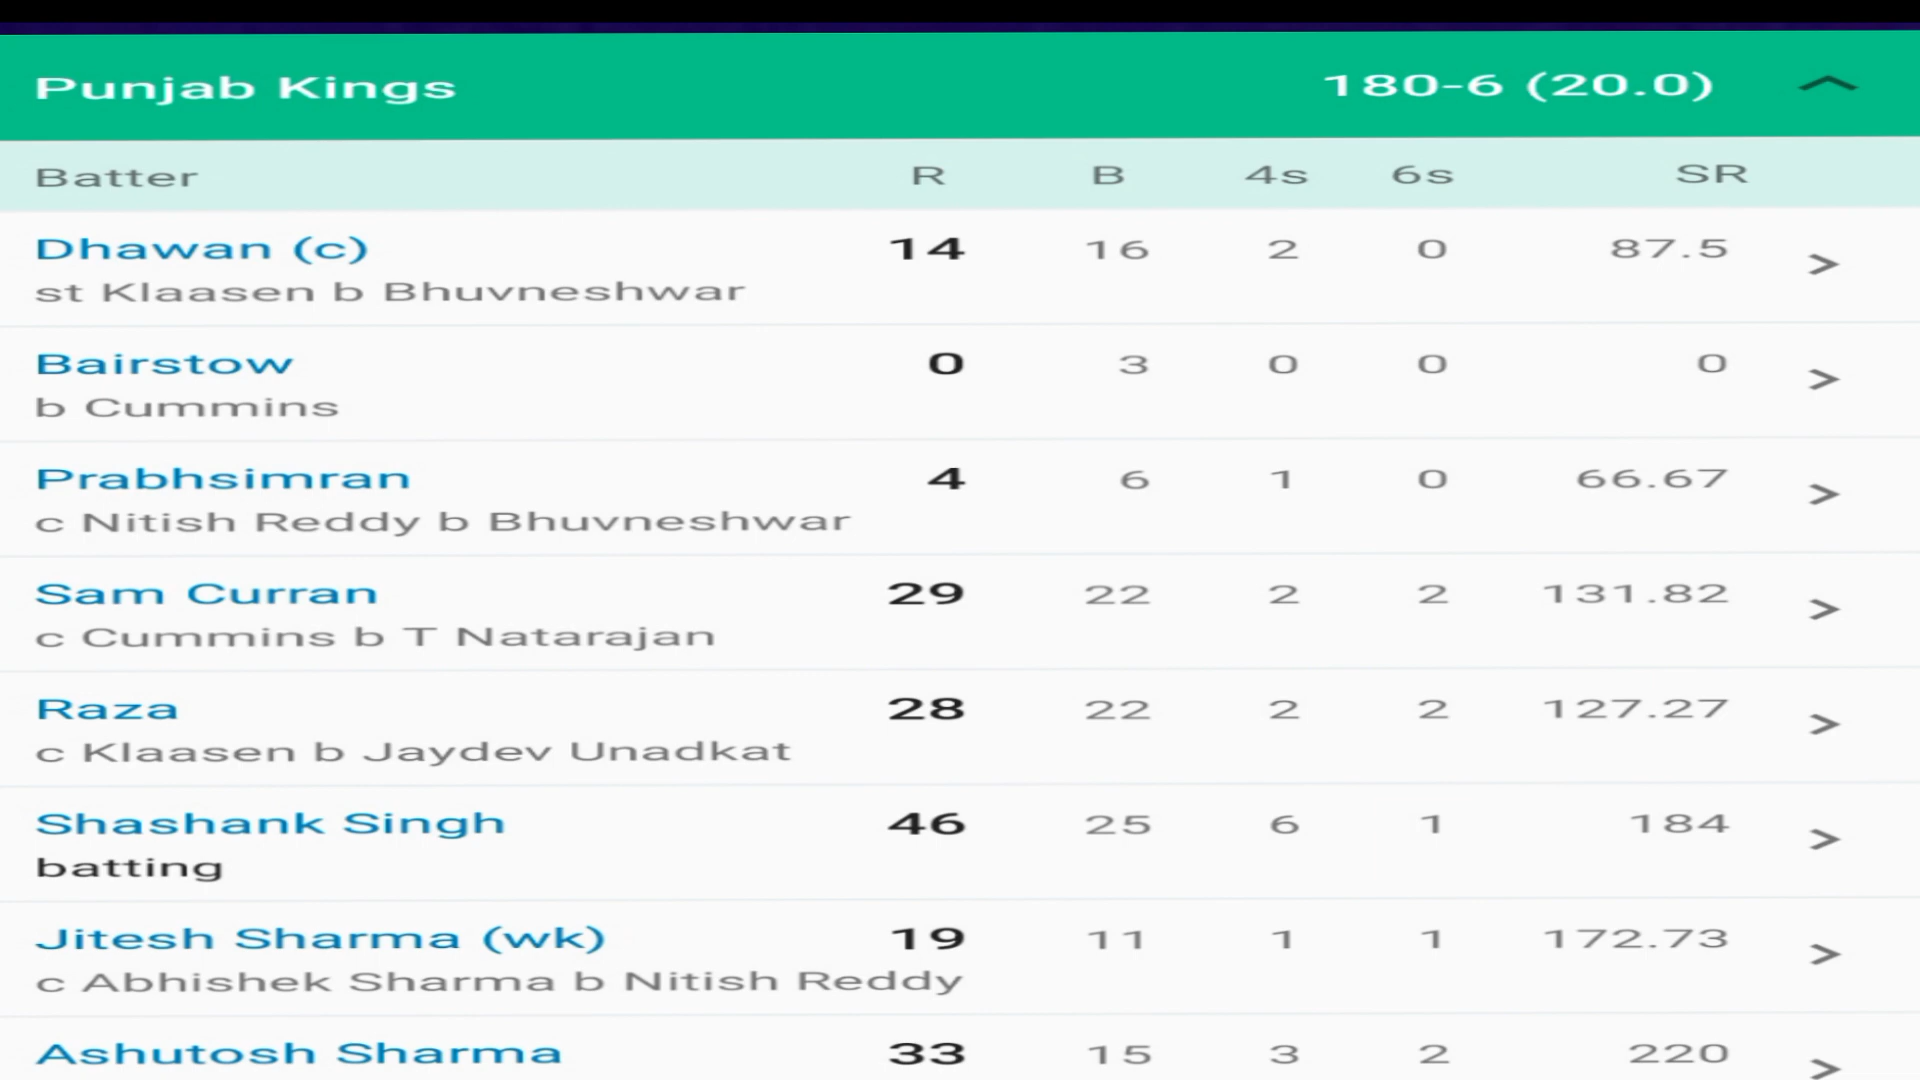 Punjab Kings 180-6 (20.0)
Batter R B 4s 6s SR
Dhawan (c) 14 16 2 0 87.5
st Klaasen b Bhuvneshwar
Bairstow 0 3 0 0 0
b Cummins
Prabhsimran 4 6 1 0 66.67
c Nitish Reddy b Bhuvneshwar
Sam Curran 29 22 2 2 131.82
c Cummins b T Natarajan
Raza 28 22 2 2 127.27
c Klaasen b Jaydev Unadkat
Shashank Singh 46 25 6 1 184
batting
Jitesh Sharma (wk) 19 11 1 1 172.73
c Abhishek Sharma b Nitish Reddy
Ashutosh Sharma 33 15 3 2 220